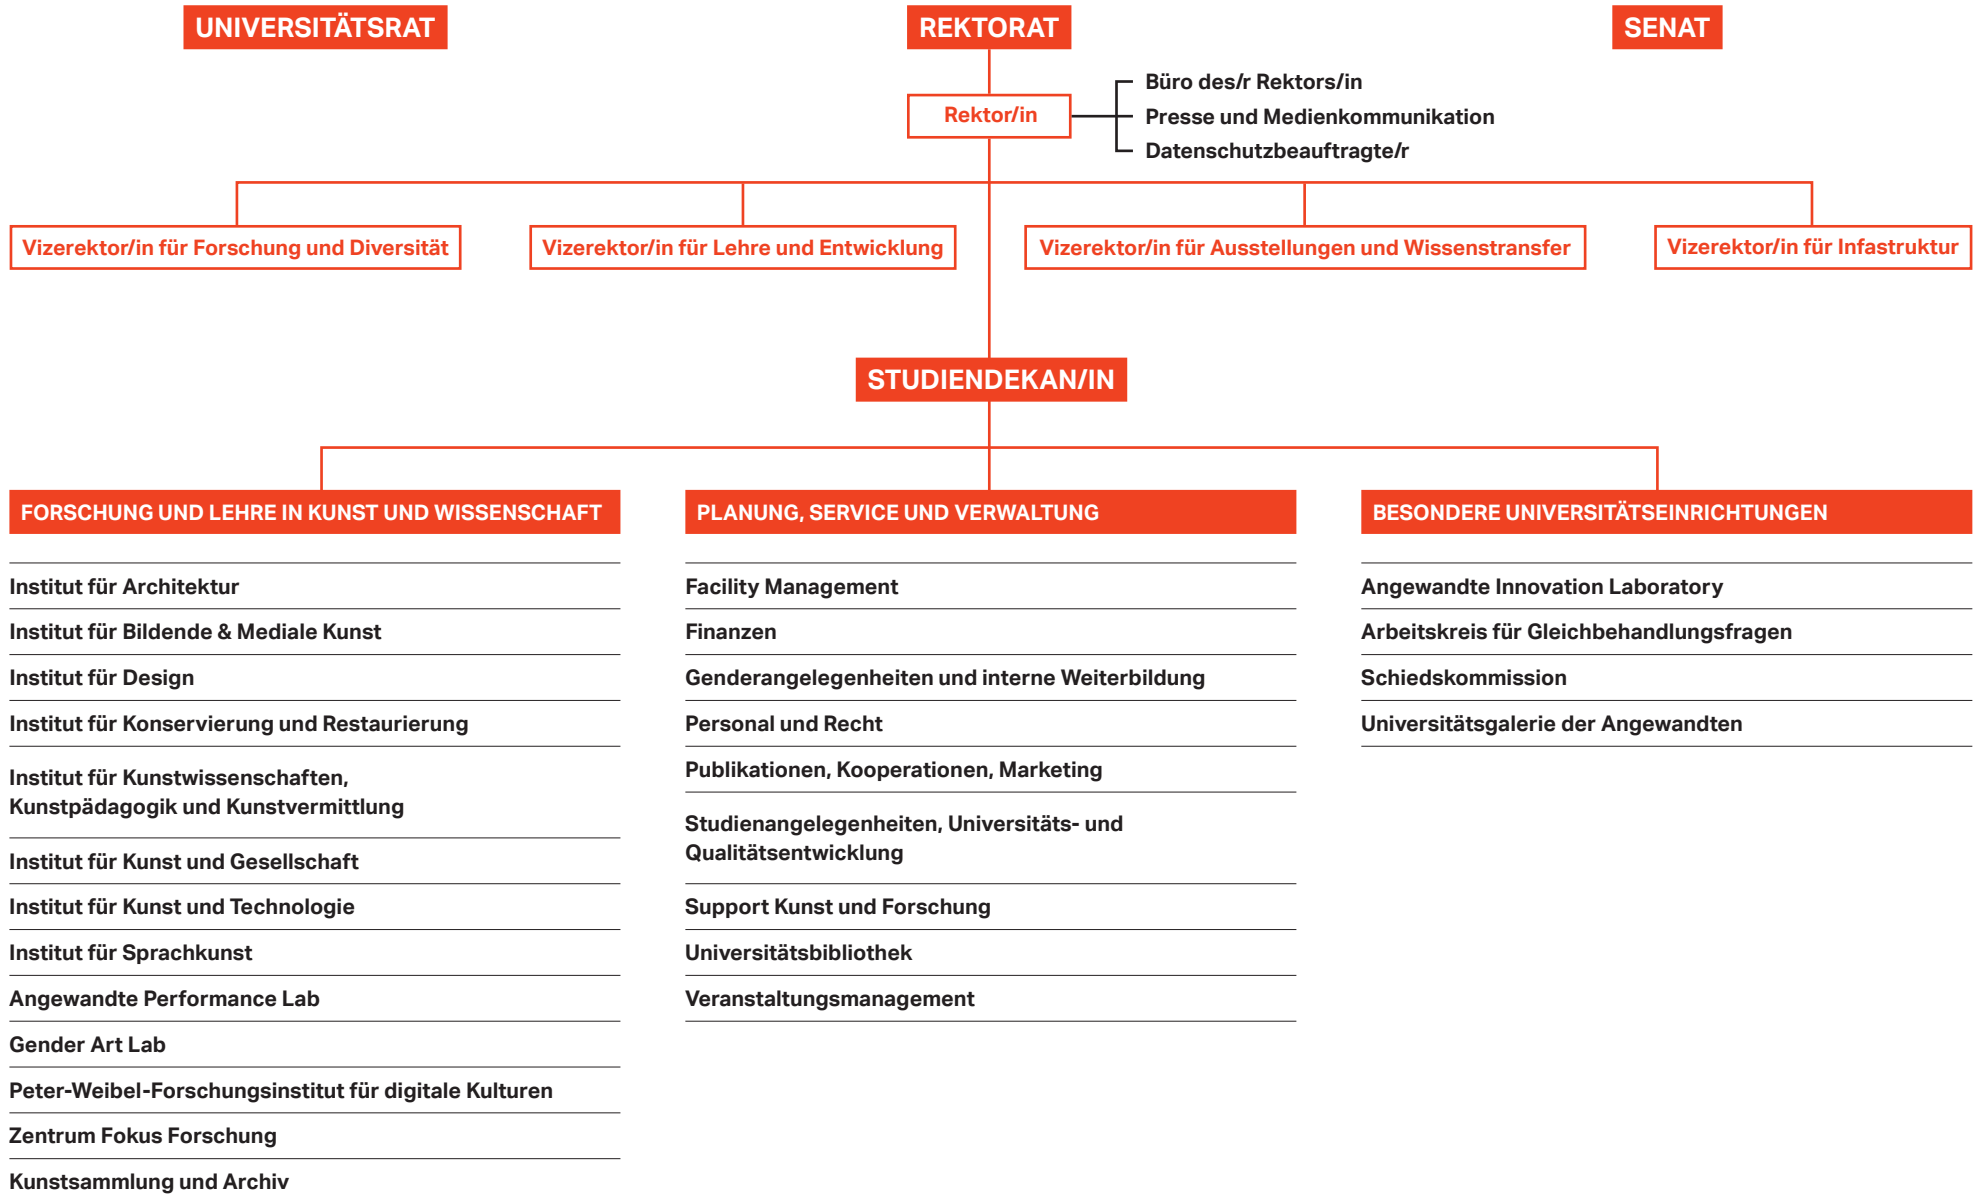 UNIVERSITÄTSRAT
REKTORAT
SENAT
Rektor/in
Büro des/r Rektors/in
Presse und Medienkommunikation
Datenschutzbeauftragte/r
Vizerektor/in für Forschung und Diversität
Vizerektor/in für Lehre und Entwicklung
Vizerektor/in für Ausstellungen und Wissenstransfer
Vizerektor/in für Infastruktur
STUDIENDEKAN/IN
FORSCHUNG UND LEHRE IN KUNST UND WISSENSCHAFT
Institut für Architektur
Institut für Bildende & Mediale Kunst
Institut für Design
Institut für Konservierung und Restaurierung
Institut für Kunstwissenschaften,
Kunstpädagogik und Kunstvermittlung
Institut für Kunst und Gesellschaft
Institut für Kunst und Technologie
Institut für Sprachkunst
Angewandte Performance Lab
Gender Art Lab
Peter-Weibel-Forschungsinstitut für digitale Kulturen
Zentrum Fokus Forschung
Kunstsammlung und Archiv
PLANUNG, SERVICE UND VERWALTUNG
Facility Management
Finanzen
Genderangelegenheiten und interne Weiterbildung
Personal und Recht
Publikationen, Kooperationen, Marketing
Studienangelegenheiten, Universitäts- und
Qualitätsentwicklung
Support Kunst und Forschung
Universitätsbibliothek
Veranstaltungsmanagement
BESONDERE UNIVERSITÄTSEINRICHTUNGEN
Angewandte Innovation Laboratory
Arbeitskreis für Gleichbehandlungsfragen
Schiedskommission
Universitätsgalerie der Angewandten